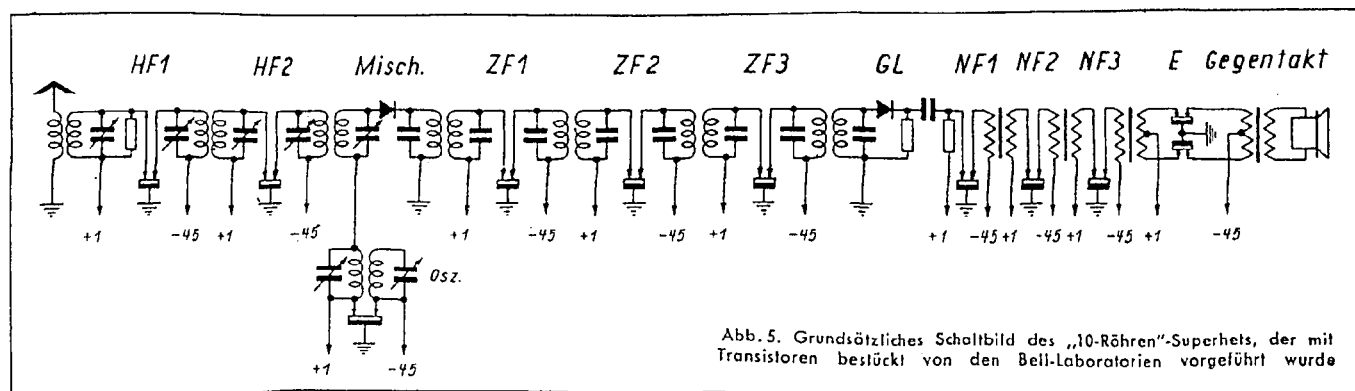 HF1 HF2 Misch. ZF1 ZF2 ZF3 GL NF1 NF2 NF3 E Gegentakt
+1 -45 +1 -45 +1 -45 +1 -45 +1 -45 +1 -45 +1 -45 +1 -45 +1 -45
Osz.
+1 -45
Abb. 5. Grundsätzliches Schaltbild des „10-Röhren"-Superhets, der mit
Transistoren bestückt von den Bell-Laboratorien vorgeführt wurde